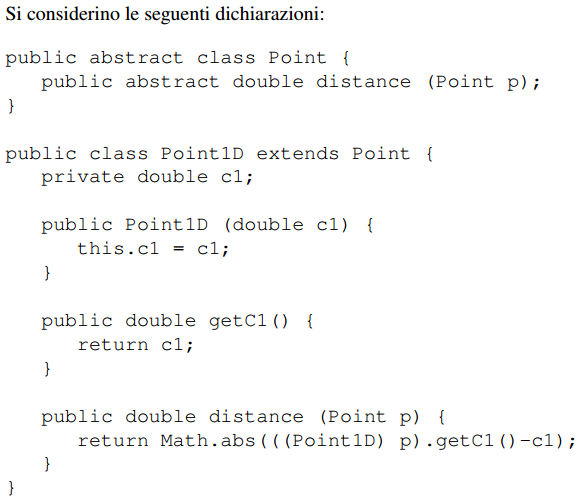 Si considerino le seguenti dichiarazioni:
public abstract class Point {
   public abstract double distance (Point p);
}
public class Point1D extends Point {
   private double c1;
   public Point1D (double c1) {
      this.c1 = c1;
   }
   public double getC1() {
      return c1;
   }
   public double distance (Point p) {
      return Math.abs(((Point1D) p).getC1()-c1);
   }
}